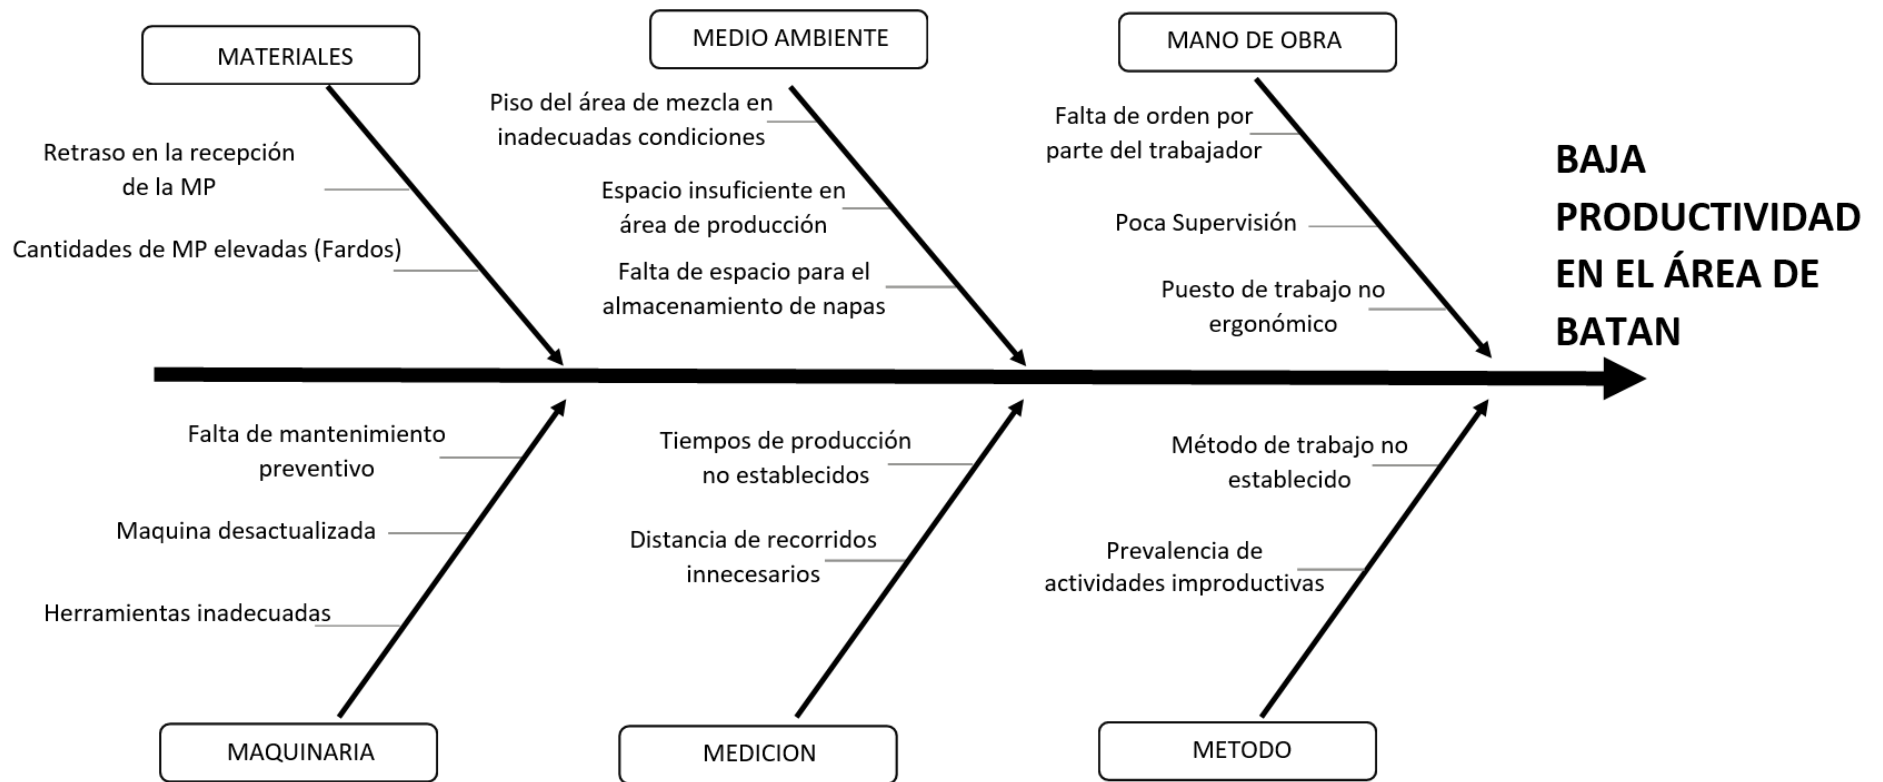 MATERIALES
MEDIO AMBIENTE
MANO DE OBRA
Retraso en la recepción
de la MP
Cantidades de MP elevadas (Fardos)
Piso del área de mezcla en
inadecuadas condiciones
Espacio insuficiente en
área de producción
Falta de espacio para el
almacenamiento de napas
Falta de orden por
parte del trabajador
Poca Supervisión
Puesto de trabajo no
ergonómico
BAJA
PRODUCTIVIDAD
EN EL ÁREA DE
BATAN
Falta de mantenimiento
preventivo
Maquina desactualizada
Herramientas inadecuadas
Tiempos de producción
no establecidos
Distancia de recorridos
innecesarios
Método de trabajo no
establecido
Prevalencia de
actividades improductivas
MAQUINARIA
MEDICION
METODO